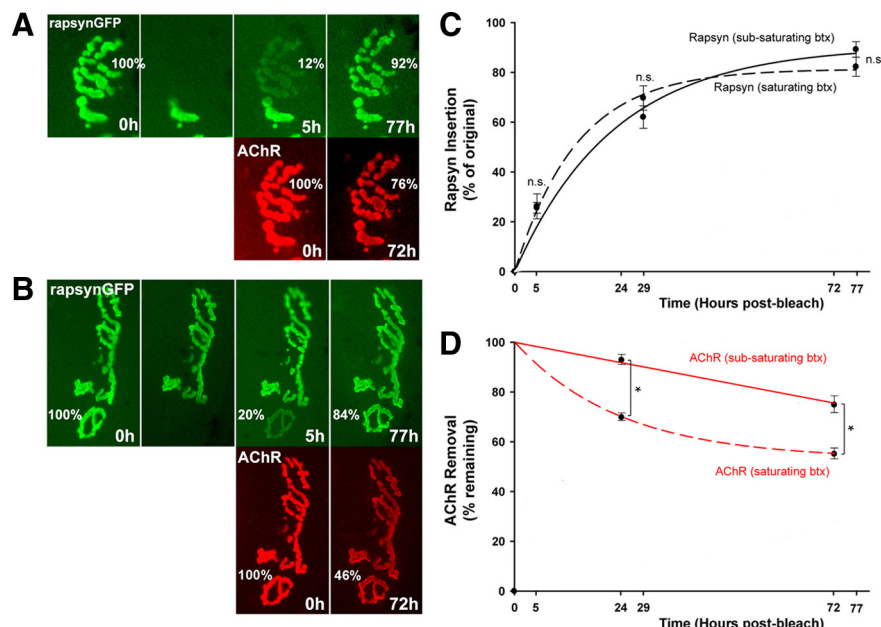 A
rapsynGFP
100%
12%
92%
0h
5h
77h
AChR
100%
76%
0h
72h
B
rapsynGFP
100%
20%
84%
0h
5h
77h
AChR
100%
46%
0h
72h
C
Rapsyn Insertion
(% of original)
100
80
60
40
20
0
n.s.
n.s.
n.s.
Rapsyn (sub-saturating btx)
Rapsyn (saturating btx)
0 5 24 29 72 77
Time (Hours post-bleach)
D
AChR Removal
(% remaining)
100
80
60
40
20
0
AChR (sub-saturating btx)
*
*
AChR (saturating btx)
0 5 24 29 72 77
Time (Hours post-bleach)